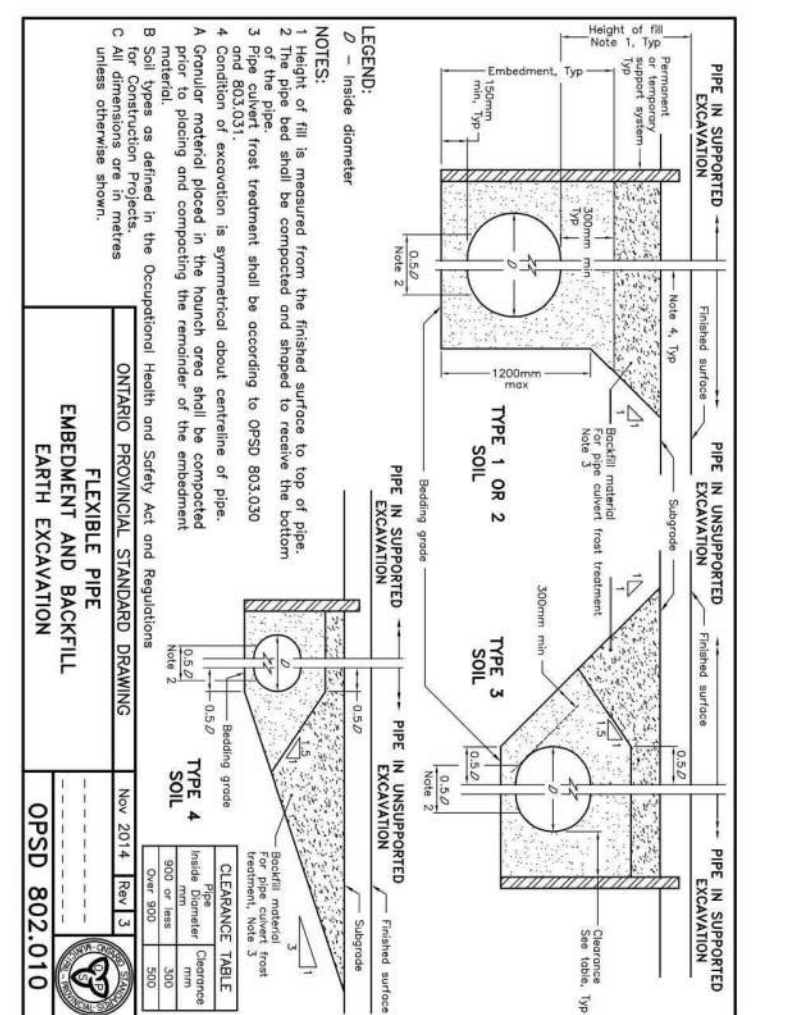 PIPE IN SUPPORTED
EXCAVATION
PIPE IN UNSUPPORTED
EXCAVATION
PIPE IN SUPPORTED
EXCAVATION
Height of fill
Note 1, Typ
Permanent
or temporary
support system
Typ
Embedment, Typ
150mm
min, Typ
300mm min
Typ
D
0.5D
Note 2
Note 4, Typ
Finished surface
1200mm
max
1
1
Backfill material
For pipe culvert frost treatment
Note 3
Subgrade
TYPE 1 OR 2
SOIL
Bedding grade
Finished surface
1
1
300mm min
TYPE 3
SOIL
1.5
1
0.5D
0.5D
D
0.5D
Note 2
Clearance
See table, Typ
PIPE IN SUPPORTED
EXCAVATION
PIPE IN UNSUPPORTED
EXCAVATION
Finished surface
Subgrade
0.5D
D
0.5D
0.5D
Note 2
1.5
1
Bedding grade
3
1
Backfill material
For pipe culvert frost
treatment, Note 3
TYPE 4
SOIL
CLEARANCE TABLE
Pipe
Inside Diameter
mm
Clearance
mm
900 or less
300
Over 900
500
LEGEND:
D – Inside diameter
NOTES:
1 Height of fill is measured from the finished surface to top of pipe.
2 The pipe bed shall be compacted and shaped to receive the bottom
of the pipe.
3 Pipe culvert frost treatment shall be according to OPSD 803.030
and 803.031.
4 Condition of excavation is symmetrical about centreline of pipe.
A Granular material placed in the haunch area shall be compacted
prior to placing and compacting the remainder of the embedment
material.
B Soil types as defined in the Occupational Health and Safety Act and Regulations
for Construction Projects.
C All dimensions are in metres
unless otherwise shown.
ONTARIO PROVINCIAL STANDARD DRAWING
Nov 2014
Rev 3
FLEXIBLE PIPE
EMBEDMENT AND BACKFILL
EARTH EXCAVATION
OPSD 802.010
ONTARIO
PROVINCIAL
STANDARDS
O
P
S